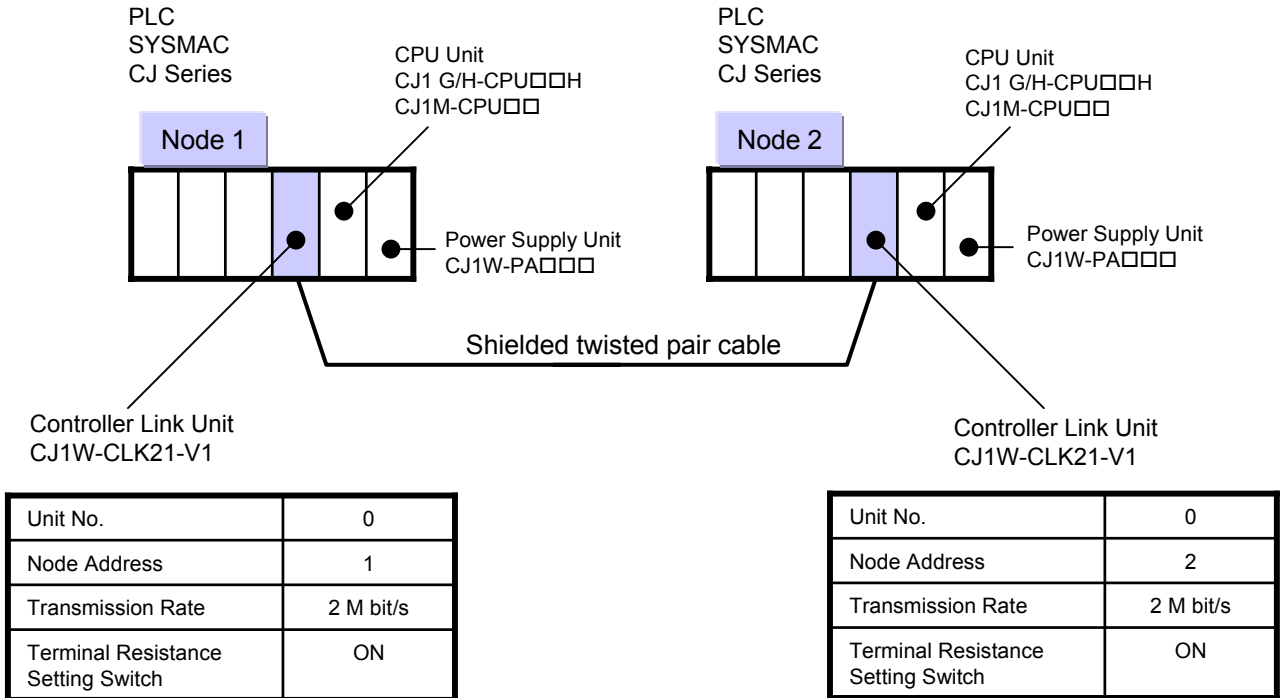 PLC
SYSMAC
CJ Series
CPU Unit
CJ1 G/H-CPU□□H
CJ1M-CPU□□
Node 1
Power Supply Unit
CJ1W-PA□□□
PLC
SYSMAC
CJ Series
CPU Unit
CJ1 G/H-CPU□□H
CJ1M-CPU□□
Node 2
Power Supply Unit
CJ1W-PA□□□
Shielded twisted pair cable
Controller Link Unit
CJ1W-CLK21-V1
Controller Link Unit
CJ1W-CLK21-V1
Unit No. 0
Node Address 1
Transmission Rate 2 M bit/s
Terminal Resistance ON
Setting Switch
Unit No. 0
Node Address 2
Transmission Rate 2 M bit/s
Terminal Resistance ON
Setting Switch